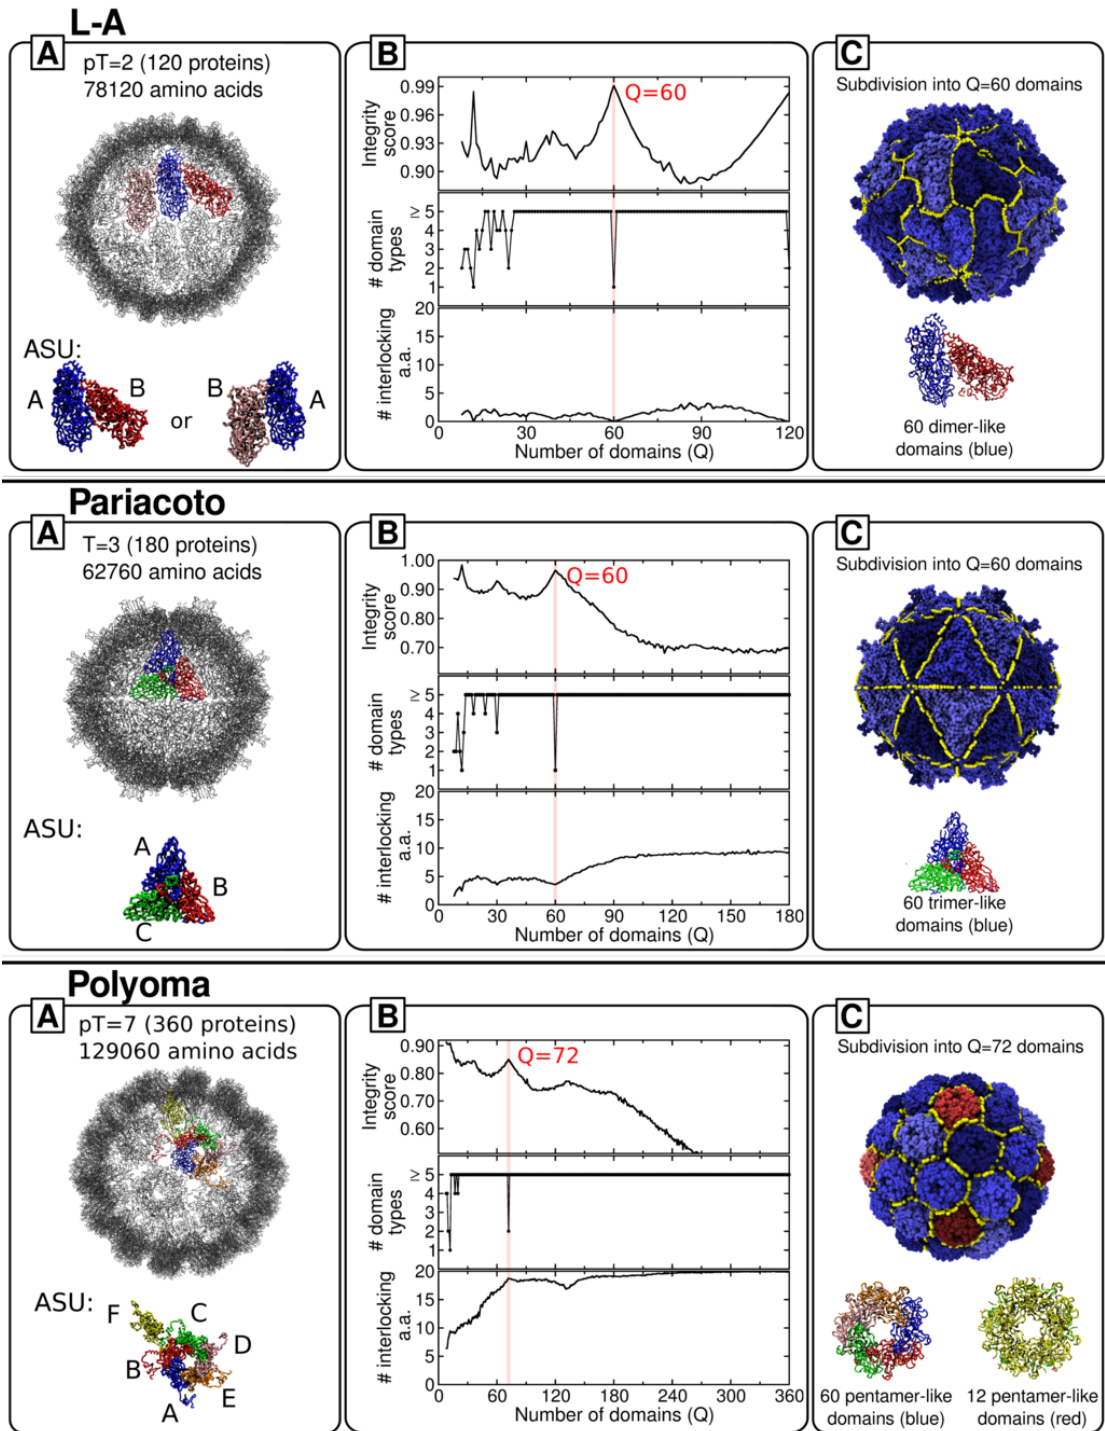 L-A
A
pT=2 (120 proteins)
78120 amino acids
ASU:
A
B
or
B
A
B
Integrity
score
0.99
0.96
0.93
0.90
Q=60
# domain
types
≥5
4
3
2
1
# interlocking
a.a.
20
15
10
5
0
0 30 60 90 120
Number of domains (Q)
C
Subdivision into Q=60 domains
60 dimer-like
domains (blue)
Pariacoto
A
T=3 (180 proteins)
62760 amino acids
ASU:
A
B
C
B
Integrity
score
1.00
0.90
0.80
0.70
Q=60
# domain
types
≥5
4
3
2
1
# interlocking
a.a.
20
15
10
5
0
0 30 60 90 120 150 180
Number of domains (Q)
C
Subdivision into Q=60 domains
60 trimer-like
domains (blue)
Polyoma
A
pT=7 (360 proteins)
129060 amino acids
ASU:
F
C
D
B
E
A
B
Integrity
score
0.90
0.80
0.70
0.60
Q=72
# domain
types
≥5
4
3
2
1
# interlocking
a.a.
20
15
10
5
0
0 60 120 180 240 300 360
Number of domains (Q)
C
Subdivision into Q=72 domains
60 pentamer-like
domains (blue)
12 pentamer-like
domains (red)